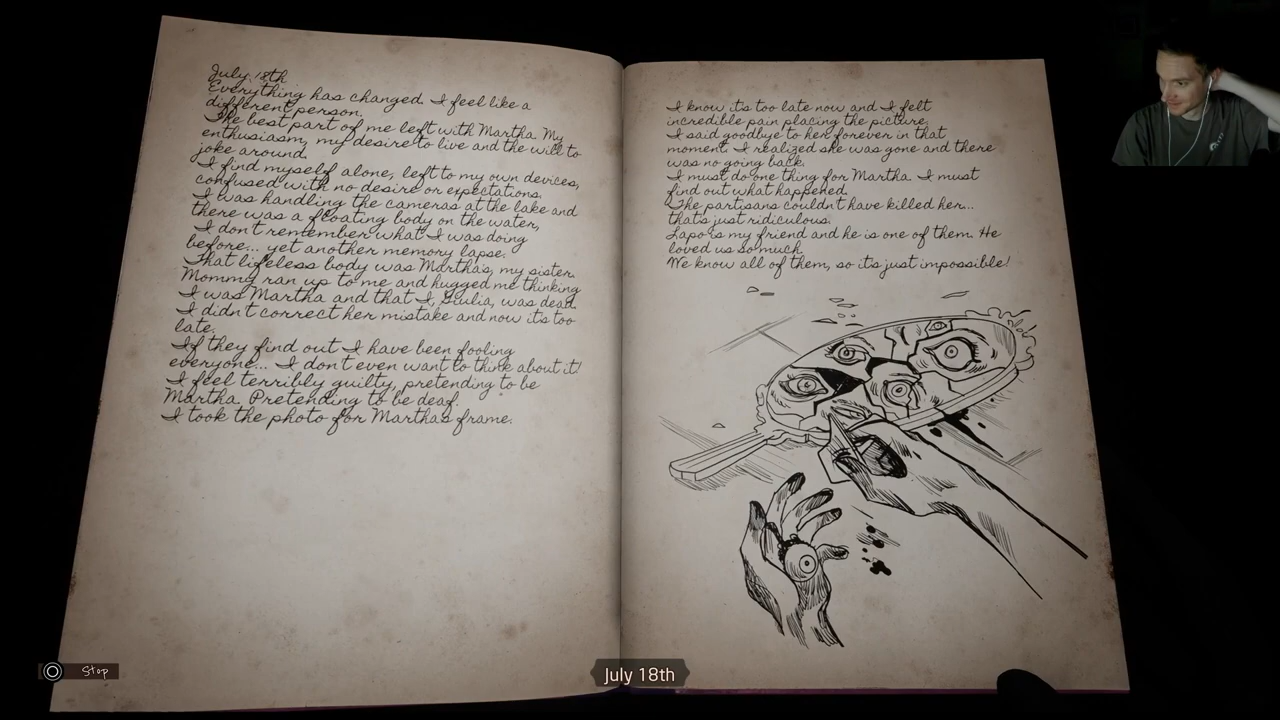 July 18th
Everything has changed. I feel like a
different person.
The best part of me left with Martha. My
enthusiasm, my desire to live and the will to
joke around.
I find myself alone, left to my own devices,
confused with no desire or expectations.
I was handling the cameras at the lake and
there was a floating body on the water,
I don't remember what I was doing
before... yet another memory lapse.
That lifeless body was Martha's, my sister.
Mommy ran up to me and hugged me thinking
I was Martha and that I, Giulia, was dead.
I didn't correct her mistake and now it's too
late.
If they find out I have been fooling
everyone... I don't even want to think about it!
I feel terribly guilty, pretending to be
Martha. Pretending to be deaf.
I took the photo for Martha's frame.
I know it's too late now and I felt
incredible pain placing the picture.
I said goodbye to her forever in that
moment. I realized she was gone and there
was no going back.
I must do one thing for Martha. I must
find out what happened.
The partisans couldn't have killed her...
that's just ridiculous.
Lapo is my friend and he is one of them. He
loved us so much.
We know all of them, so it's just impossible!
Stop
July 18th